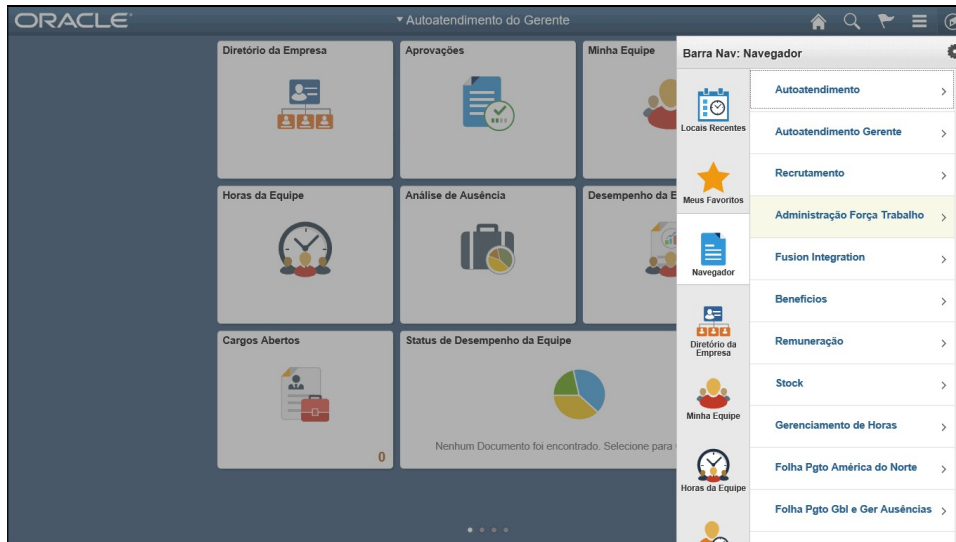 ORACLE
Autoatendimento do Gerente
Diretório da Empresa
Aprovações
Minha Equipe
Horas da Equipe
Análise de Ausência
Desempenho da E
Cargos Abertos
0
Status de Desempenho da Equipe
Nenhum Documento foi encontrado. Selecione para
Barra Nav: Navegador
Locais Recentes
Meus Favoritos
Navegador
Diretório da
Empresa
Minha Equipe
Horas da Equipe
Autoatendimento
Autoatendimento Gerente
Recrutamento
Administração Força Trabalho
Fusion Integration
Benefícios
Remuneração
Stock
Gerenciamento de Horas
Folha Pgto América do Norte
Folha Pgto Gbl e Ger Ausências